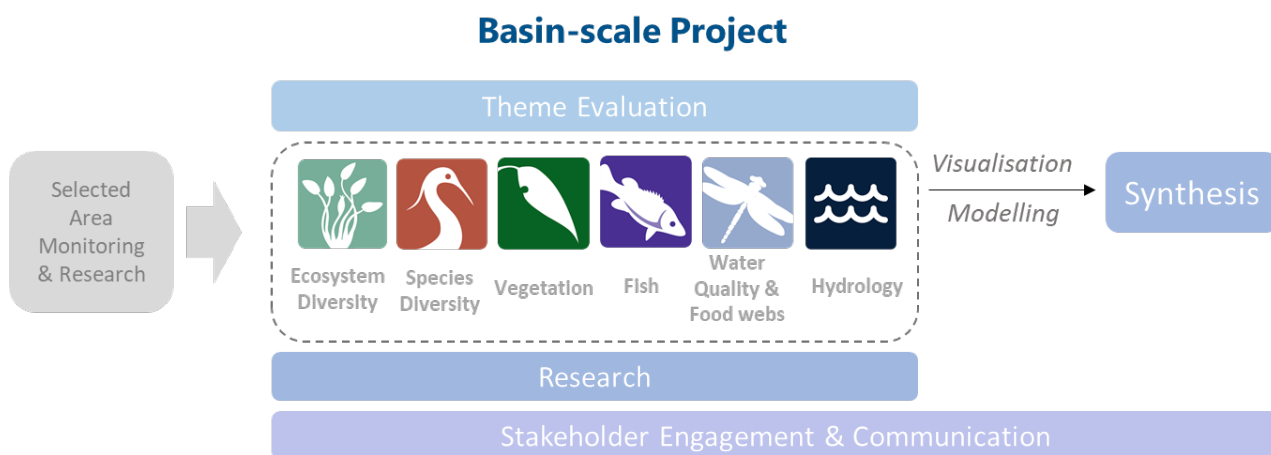 Basin-scale Project
Theme Evaluation
Selected
Area
Monitoring
& Research
Ecosystem
Diversity
Species
Diversity
Vegetation
Fish
Water
Quality &
Food webs
Hydrology
Visualisation
Modelling
Synthesis
Research
Stakeholder Engagement & Communication